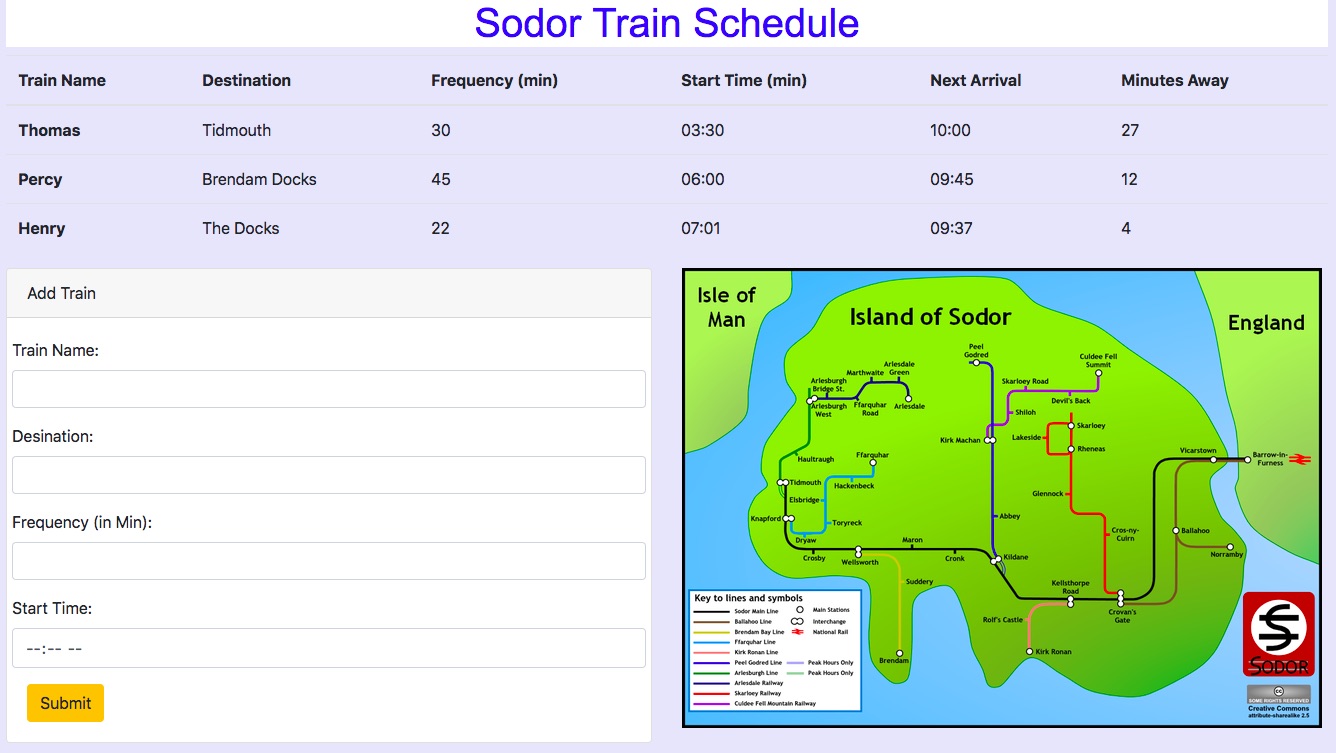 Sodor Train Schedule
Train Name Destination Frequency (min) Start Time (min) Next Arrival Minutes Away
Thomas Tidmouth 30 03:30 10:00 27
Percy Brendam Docks 45 06:00 09:45 12
Henry The Docks 22 07:01 09:37 4
Add Train
Train Name:
Desination:
Frequency (in Min):
Start Time:
--:-- --
Submit
Isle of
Man
Island of Sodor
England
Peel
Godred
Culdee Fell
Summit
Arlesdale
Green
Marthwaite
Arlesburgh
Bridge St.
Skarloey Road
Devil's Back
Arlesburgh
West
Ffarquhar
Road
Arlesdale
Shiloh
Skarloey
Kirk Machan
Lakeside
Rheneas
Haultraugh
Ffarquhar
Vicarstown
Barrow-in-
Furness
Tidmouth
Hackenbeck
Elsbridge
Glennock
Knapford
Toryreck
Abbey
Dryaw
Maron
Cros-ny-
Cuirn
Ballahoo
Norramby
Crosby
Wellsworth
Cronk
Kildane
Suddery
Kellsthorpe
Road
Crovan's
Gate
Rolf's Castle
Kirk Ronan
Brendam
Key to lines and symbols
Sodor Main Line Main Stations
Ballahoo Line Interchange
Brendam Bay Line National Rail
Ffarquhar Line
Kirk Ronan Line
Peel Godred Line Peak Hours Only
Arlesburgh Line Peak Hours Only
Arlesdale Railway
Skarloey Railway
Culdee Fell Mountain Railway
SODOR
cc
SOME RIGHTS RESERVED
Creative Commons
attribute-sharealike 2.5